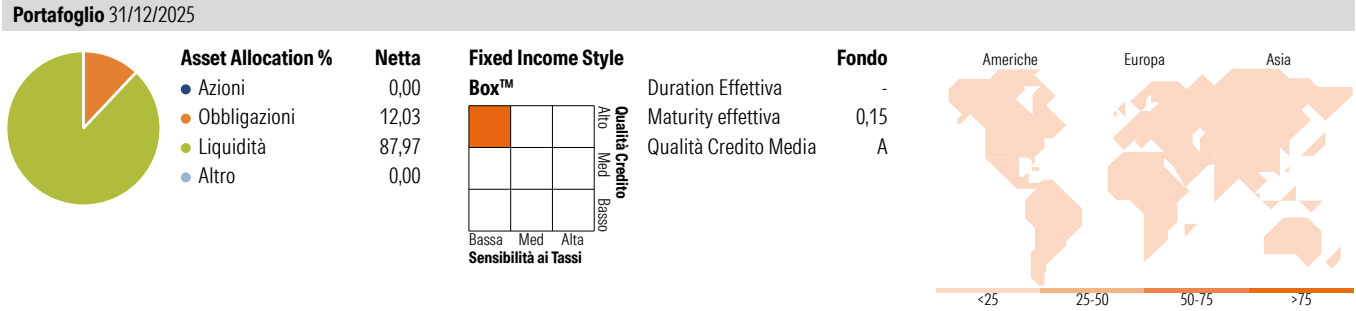 Portafoglio 31/12/2025
Asset Allocation % Netta
Azioni 0,00
Obbligazioni 12,03
Liquidità 87,97
Altro 0,00
Fixed Income Style
Box™
Alto
Med
Basso
Qualità Credito
Bassa Med Alta
Sensibilità ai Tassi
Fondo
Duration Effettiva -
Maturity effettiva 0,15
Qualità Credito Media A
Americhe Europa Asia
<25 25-50 50-75 >75